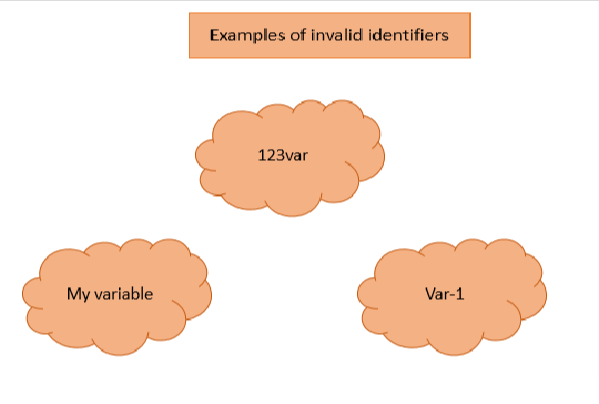 Examples of invalid identifiers
123var
My variable
Var-1